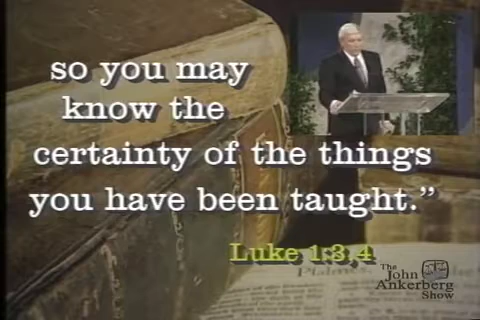 so you may
know the
certainty of the things
you have been taught.”
Luke 1:3,4
Psalms
The
John
Ankerberg
Show